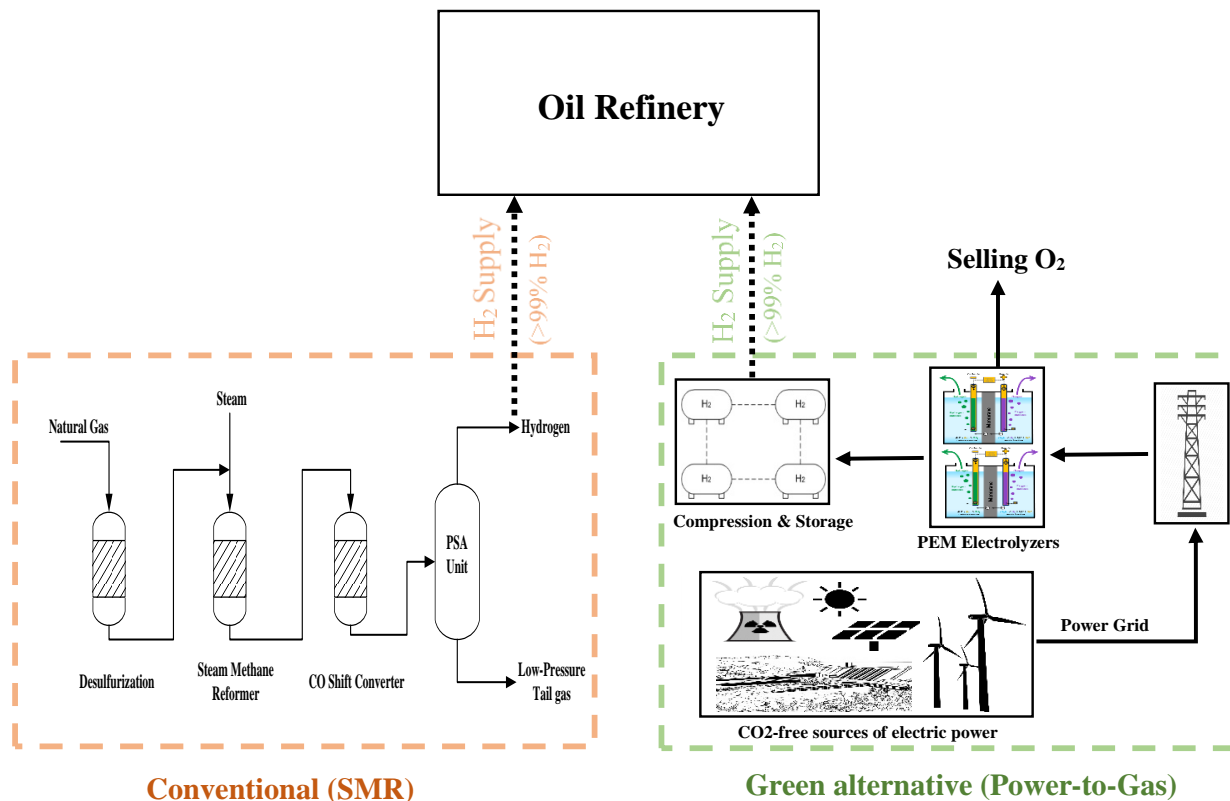 Oil Refinery
H₂ Supply
(>99% H₂)
H₂ Supply
(>99% H₂)
Selling O₂
Natural Gas
Steam
Hydrogen
PSA
Unit
Desulfurization
Steam Methane
Reformer
CO Shift Converter
Low-Pressure
Tail gas
H₂
H₂
H₂
H₂
Compression & Storage
PEM Electrolyzers
Power Grid
CO2-free sources of electric power
Conventional (SMR)
Green alternative (Power-to-Gas)